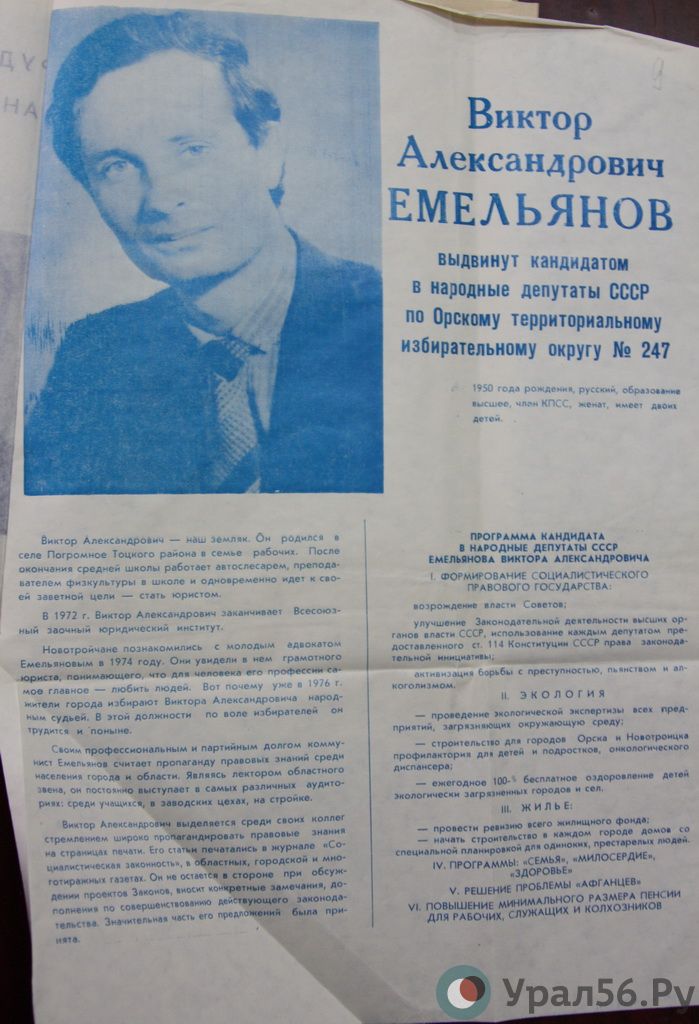 9
Виктор
Александрович
ЕМЕЛЬЯНОВ
выдвинут кандидатом
в народные депутаты СССР
по Орскому территориальному
избирательному округу № 247
1950 года рождения, русский, образование
высшее, член КПСС, женат, имеет двоих
детей.
Виктор Александрович — наш земляк. Он родился в
селе Погромное Тоцкого района в семье рабочих. После
окончания средней школы работает автослесарем, препода-
вателем физкультуры в школе и одновременно идет к сво-
ей заветной цели — стать юристом.
В 1972 г. Виктор Александрович заканчивает Всесоюз-
ный заочный юридический институт.
Новотройчане познакомились с молодым адвокатом
Емельяновым в 1974 году. Они увидели в нем грамотного
юриста, понимающего, что для человека его профессии са-
мое главное — любить людей. Вот почему уже в 1976 г.
жители города избирают Виктора Александровича народ-
ным судьей. В этой должности по воле избирателей он
трудится и поныне.
Своим профессиональным и партийным долгом комму-
нист Емельянов считает пропаганду правовых знаний среди
населения города и области. Являясь лектором областного
звена, он постоянно выступает в самых различных аудито-
риях: среди учащихся, в заводских цехах, на стройке.
Виктор Александрович выделяется среди своих коллег
стремлением широко пропагандировать правовые знания
на страницах печати. Его статьи печатались в журнале «Со-
циалистическая законность», в областных, городской и мно-
готиражных газетах. Он не остается в стороне при обсуж-
дении проектов Законов, вносит конкретные замечания, до-
полнения по совершенствованию действующего законода-
тельства. Значительная часть его предложений была при-
нята.
ПРОГРАММА КАНДИДАТА
В НАРОДНЫЕ ДЕПУТАТЫ СССР
ЕМЕЛЬЯНОВА ВИКТОРА АЛЕКСАНДРОВИЧА
I. ФОРМИРОВАНИЕ СОЦИАЛИСТИЧЕСКОГО
ПРАВОВОГО ГОСУДАРСТВА:
возрождение власти Советов;
улучшение Законодательной деятельности высших ор-
ганов власти СССР, использование каждым депутатом пре-
доставленного ст. 114 Конституции СССР права законода-
тельной инициативы;
активизация борьбы с преступностью, пьянством и ал-
коголизмом.
II. ЭКОЛОГИЯ
— проведение экологической экспертизы всех пред-
приятий, загрязняющих окружающую среду;
— строительство для городов Орска и Новотроицка
профилактория для детей и подростков, онкологического
диспансера;
— ежегодное 100-% бесплатное оздоровление детей
экологически загрязненных городов и сел.
III. ЖИЛЬЕ:
— провести ревизию всего жилищного фонда;
— начать строительство в каждом городе домов со
специальной планировкой для одиноких, престарелых людей.
IV. ПРОГРАММЫ: «СЕМЬЯ», «МИЛОСЕРДИЕ»,
«ЗДОРОВЬЕ»
V. РЕШЕНИЕ ПРОБЛЕМЫ «АФГАНЦЕВ»
VI. ПОВЫШЕНИЕ МИНИМАЛЬНОГО РАЗМЕРА ПЕНСИИ
ДЛЯ РАБОЧИХ, СЛУЖАЩИХ И КОЛХОЗНИКОВ
Урал56.Ру